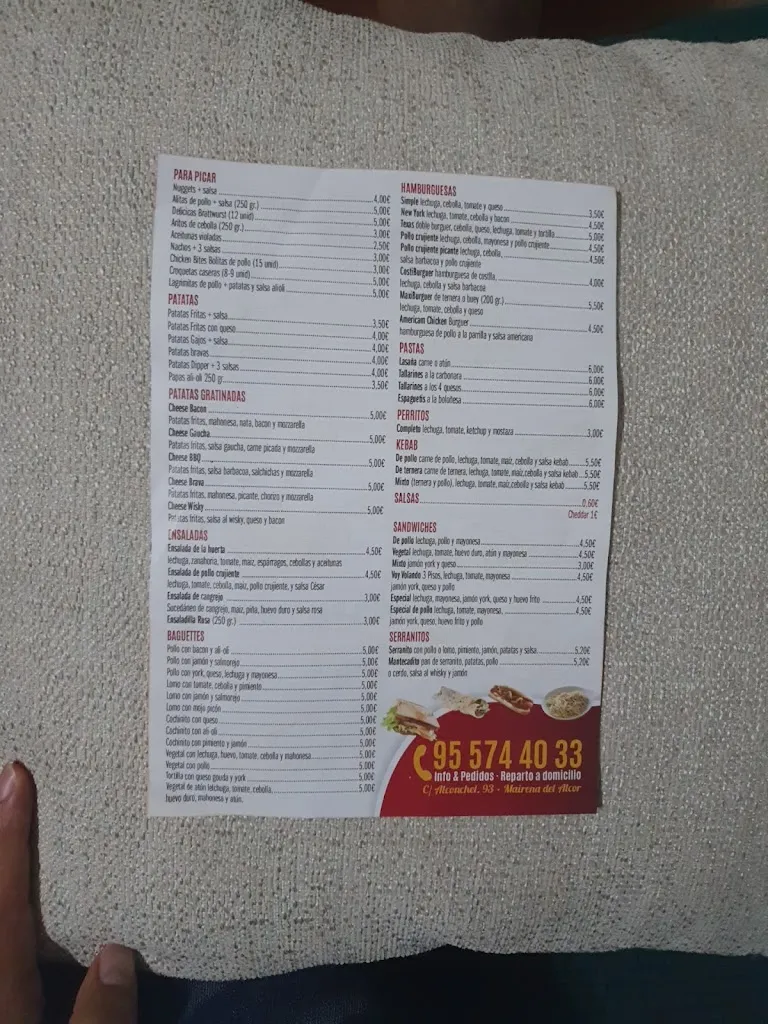 PARA PICAR
Nuggets + salsa 4,00€
Alitas de pollo + salsa (250 gr.) 5,00€
Delicicas Brattwurst (12 unid) 5,00€
Aritos de cebolla (250 gr.) 3,00€
Aceitunas violadas 2,50€
Nachos + 3 salsas 3,00€
Chicken Bites Bolitas de pollo (15 unid) 3,00€
Croquetas caseras (8-9 unid) 5,00€
Lagrimitas de pollo + patatas y salsa alioli 5,00€
PATATAS
Patatas Fritas + salsa 3,50€
Patatas Fritas con queso 4,00€
Patatas Gajos + salsa 4,00€
Patatas bravas 4,00€
Patatas Dipper + 3 salsas 4,00€
Papas ali-oli 250 gr. 3,50€
PATATAS GRATINADAS
Cheese Bacon 5,00€
Patatas fritas, mahonesa, nata, bacon y mozzarella
Cheese Gaucha 5,00€
Patatas fritas, salsa gaucha, carne picada y mozzarella
Cheese BBQ 5,00€
Patatas fritas, salsa barbacoa, salchichas y mozzarella
Cheese Brava 5,00€
Patatas fritas, mahonesa, picante, chorizo y mozzarella
Cheese Wisky 5,00€
Patatas fritas, salsa al wisky, queso y bacon
ENSALADAS
Ensalada de la huerta 4,50€
lechuga, zanahoria, tomate, maiz, espárragos, cebollas y aceitunas
Ensalada de pollo crujiente 4,50€
lechuga, tomate, cebolla, maiz, pollo crujiente, y salsa César
Ensalada de cangrejo 3,00€
Sucedáneo de cangrejo, maiz, piña, huevo duro y salsa rosa
Ensaladilla Rusa (250 gr.) 3,00€
BAGUETTES
Pollo con bacon y ali-oli 5,00€
Pollo con jamón y salmorejo 5,00€
Pollo con york, queso, lechuga y mayonesa 5,00€
Lomo con tomate, cebolla y pimiento 5,00€
Lomo con jamón y salmorejo 5,00€
Lomo con mojo picón 5,00€
Cochinito con queso 5,00€
Cochinito con ali-oli 5,00€
Cochinito con pimiento y jamón 5,00€
Vegetal con lechuga, huevo, tomate, cebolla y mahonesa 5,00€
Vegetal con pollo 5,00€
Tortilla con queso gouda y york 5,00€
Vegetal de atún lelchuga, tomate, cebolla, 5,00€
huevo duro, mahonesa y atún.
HAMBURGUESAS
Simple lechuga, cebolla, tomate y queso 3,50€
New York lechuga, tomate, cebolla y bacon 4,50€
Texas doble burguer, cebolla, queso, lechuga, tomate y tortilla 5,00€
Pollo crujiente lechuga, cebolla, mayonesa y pollo crujiente 4,50€
Pollo crujiente picante lechuga, cebolla, 4,50€
salsa barbacoa y pollo crujiente
CostiBurguer hamburguesa de costilla, 4,00€
lechuga, cebolla y salsa barbacoa
MaxiBurguer de ternera o buey (200 gr.) 5,50€
lechuga, tomate, cebolla y queso
Americam Chicken Burguer 4,50€
hamburguesa de pollo a la parrilla y salsa americana
PASTAS
Lasaña carne o atún 6,00€
Tallarines a la carbonara 6,00€
Tallarines a los 4 quesos 6,00€
Espaguetis a la boloñesa 6,00€
PERRITOS
Completo lechuga, tomate, ketchup y mostaza 3,00€
KEBAB
De pollo carne de pollo, lechuga, tomate, maiz, cebolla y salsa kebab 5,50€
De ternera carne de ternera, lechuga, tomate, maiz,cebolla y salsa kebab 5,50€
Mixto (ternera y pollo), lechuga, tomate, maiz,cebolla y salsa kebab 5,50€
SALSAS 0,60€
Cheddar 1€
SANDWICHES
De pollo lechuga, pollo y mayonesa 4,50€
Vegetal lechuga, tomate, huevo duro, atún y mayonesa 4,50€
Mixto jamón york y queso 3,00€
Voy Volando 3 Pisos, lechuga, tomate, mayonesa 4,50€
jamón york, queso y pollo
Especial lechuga, mayonesa, jamón york, queso y huevo frito 4,50€
Especial de pollo lechuga, tomate, mayonesa, 4,50€
jamón york, queso, huevo frito y pollo
SERRANITOS
Serranito con pollo o lomo, pimiento, jamón, patatas y salsa 5,20€
Mantecadito pan de serranito, patatas, pollo 5,20€
o cerdo, salsa al whisky y jamón
95 574 40 33
Info & Pedidos - Reparto a domicilio
C/ Alconchel, 93 - Mairena del Alcor